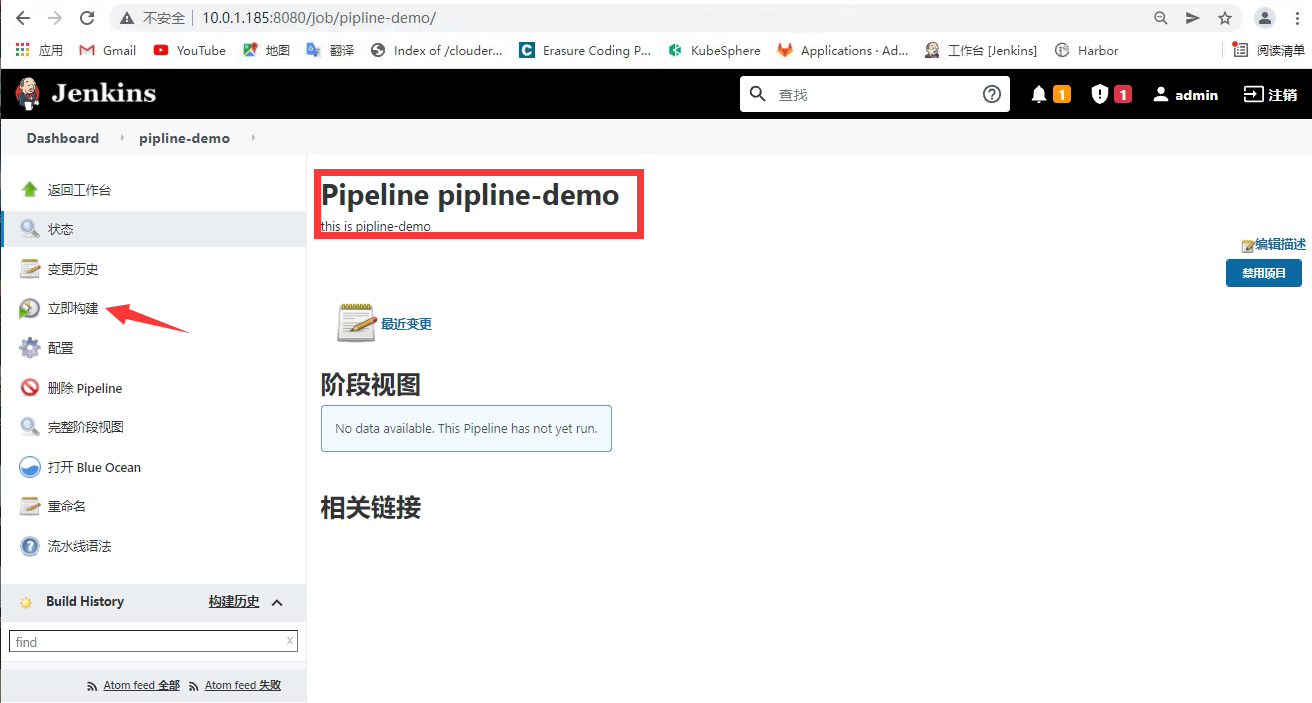 不安全 10.0.1.185:8080/job/pipline-demo/
应用 Gmail YouTube 地图 翻译 Index of /clouder... Erasure Coding P... KubeSphere Applications · Ad... 工作台 [Jenkins] Harbor 阅读清单
Jenkins 查找 1 1 admin 注销
Dashboard pipline-demo
返回工作台
状态
变更历史
立即构建
配置
删除 Pipeline
完整阶段视图
打开 Blue Ocean
重命名
流水线语法
Build History 构建历史
find x
Atom feed 全部 Atom feed 失败
Pipeline pipline-demo
this is pipline-demo
编辑描述
禁用项目
最近变更
阶段视图
No data available. This Pipeline has not yet run.
相关链接